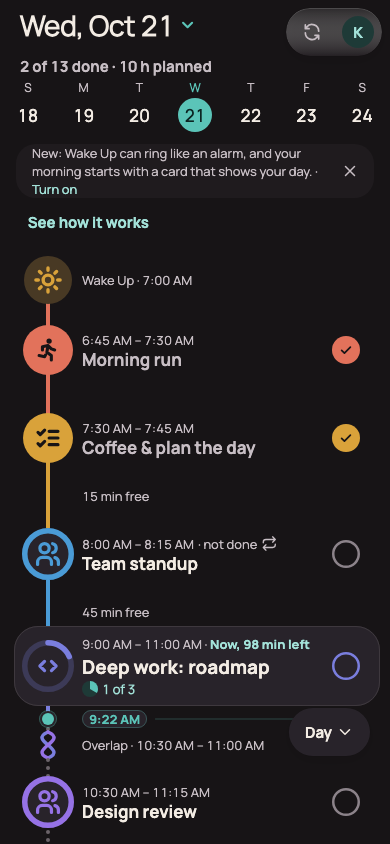 Wed, Oct 21
K
2 of 13 done · 10 h planned
S M T W T F S
18 19 20 21 22 23 24
New: Wake Up can ring like an alarm, and your
morning starts with a card that shows your day. ·
Turn on
See how it works
Wake Up · 7:00 AM
6:45 AM – 7:30 AM
Morning run
7:30 AM – 7:45 AM
Coffee & plan the day
15 min free
8:00 AM – 8:15 AM · not done
Team standup
45 min free
9:00 AM – 11:00 AM · Now, 98 min left
Deep work: roadmap
1 of 3
9:22 AM
Day
Overlap · 10:30 AM – 11:00 AM
10:30 AM – 11:15 AM
Design review